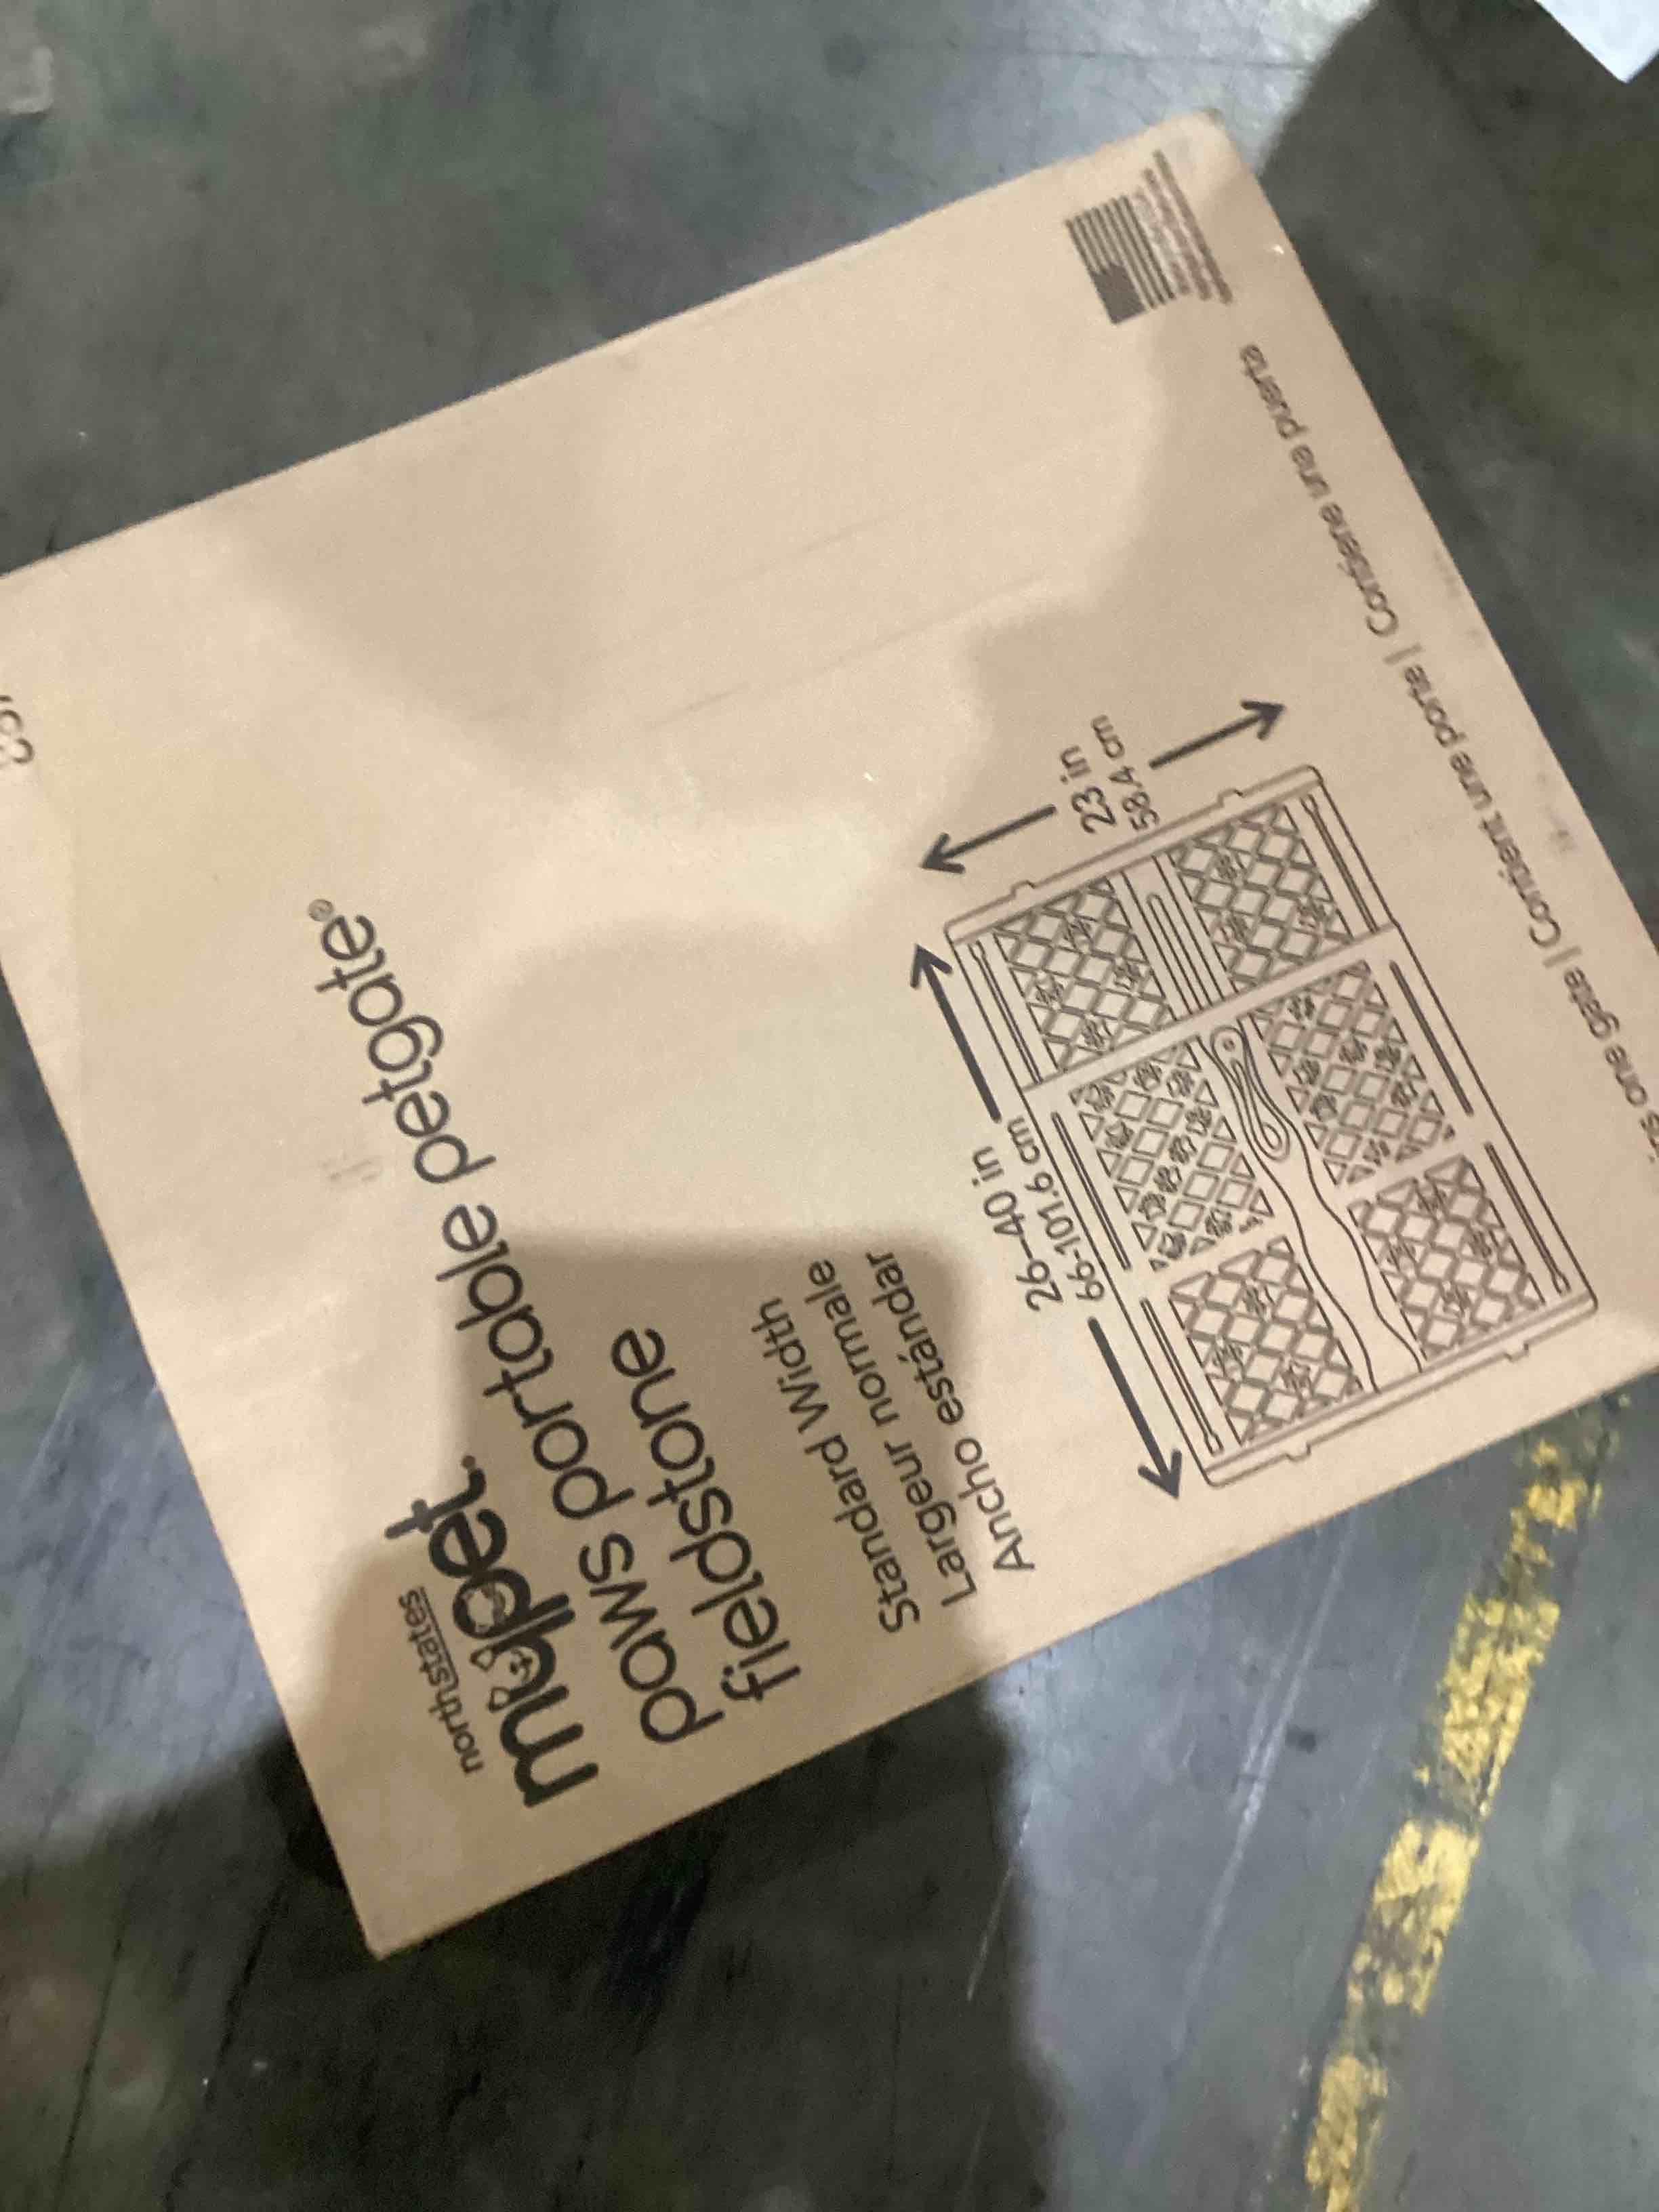 northstates
mypet.
paws portable petgate®
fieldstone
Standard Width
Largeur normale
Ancho estándar
26-40 in
66-101.6 cm
23 in
58.4 cm
one gate | Contient une porte | Contiene una puerta